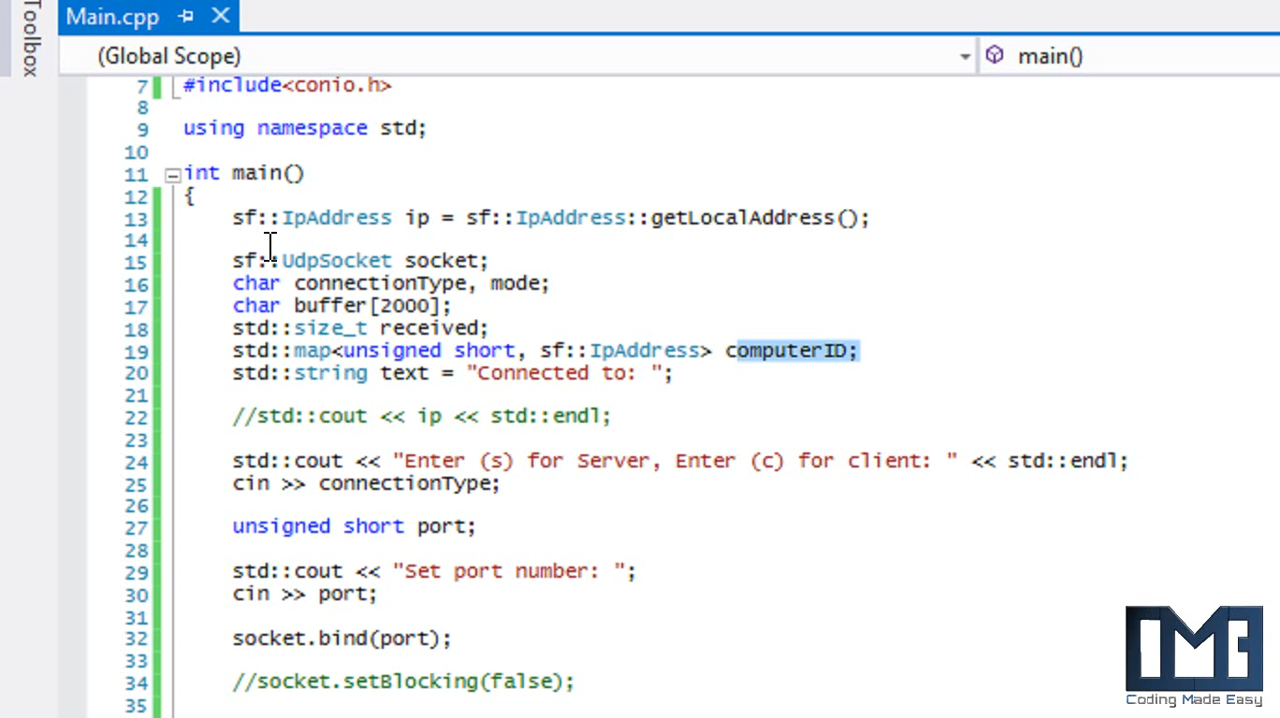 Toolbox
Main.cpp
(Global Scope)
main()
7 #include<conio.h>
8
9 using namespace std;
10
11 int main()
12 {
13 sf::IpAddress ip = sf::IpAddress::getLocalAddress();
14
15 sf::UdpSocket socket;
16 char connectionType, mode;
17 char buffer[2000];
18 std::size_t received;
19 std::map<unsigned short, sf::IpAddress> computerID;
20 std::string text = "Connected to: ";
21
22 //std::cout << ip << std::endl;
23
24 std::cout << "Enter (s) for Server, Enter (c) for client: " << std::endl;
25 cin >> connectionType;
26
27 unsigned short port;
28
29 std::cout << "Set port number: ";
30 cin >> port;
31
32 socket.bind(port);
33
34 //socket.setBlocking(false);
35
Coding Made Easy